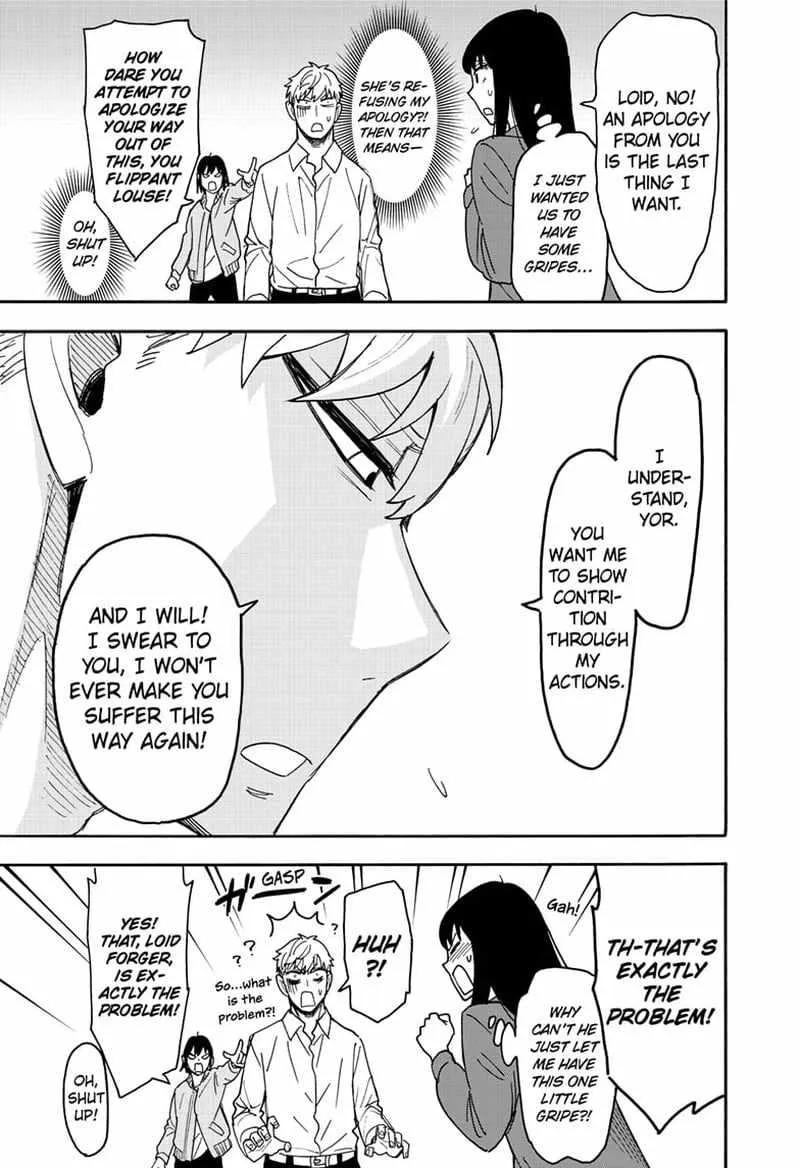 LOID, NO!
AN APOLOGY
FROM YOU
IS THE LAST
THING I
WANT.
I JUST
WANTED
US TO
HAVE
SOME
GRIPES...
SHE'S RE-
FUSING MY
APOLOGY?!
THEN THAT
MEANS—
HOW
DARE YOU
ATTEMPT TO
APOLOGIZE
YOUR WAY
OUT OF
THIS, YOU
FLIPPANT
LOUSE!
OH,
SHUT
UP!
I
UNDER-
STAND,
YOR.
YOU
WANT ME
TO SHOW
CONTRI-
TION
THROUGH
MY
ACTIONS.
AND I WILL!
I SWEAR TO
YOU, I WON'T
EVER MAKE YOU
SUFFER THIS
WAY AGAIN!
TH-THAT'S
EXACTLY
THE
PROBLEM!
Gah!
WHY
CAN'T HE
JUST LET
ME HAVE
THIS ONE
LITTLE
GRIPE?!
HUH
?!
ガーン
GASP
?
?
?
?
So...what
is the
problem?!
YES!
THAT, LOID
FORGER,
IS EX-
ACTLY THE
PROBLEM!
OH,
SHUT
UP!